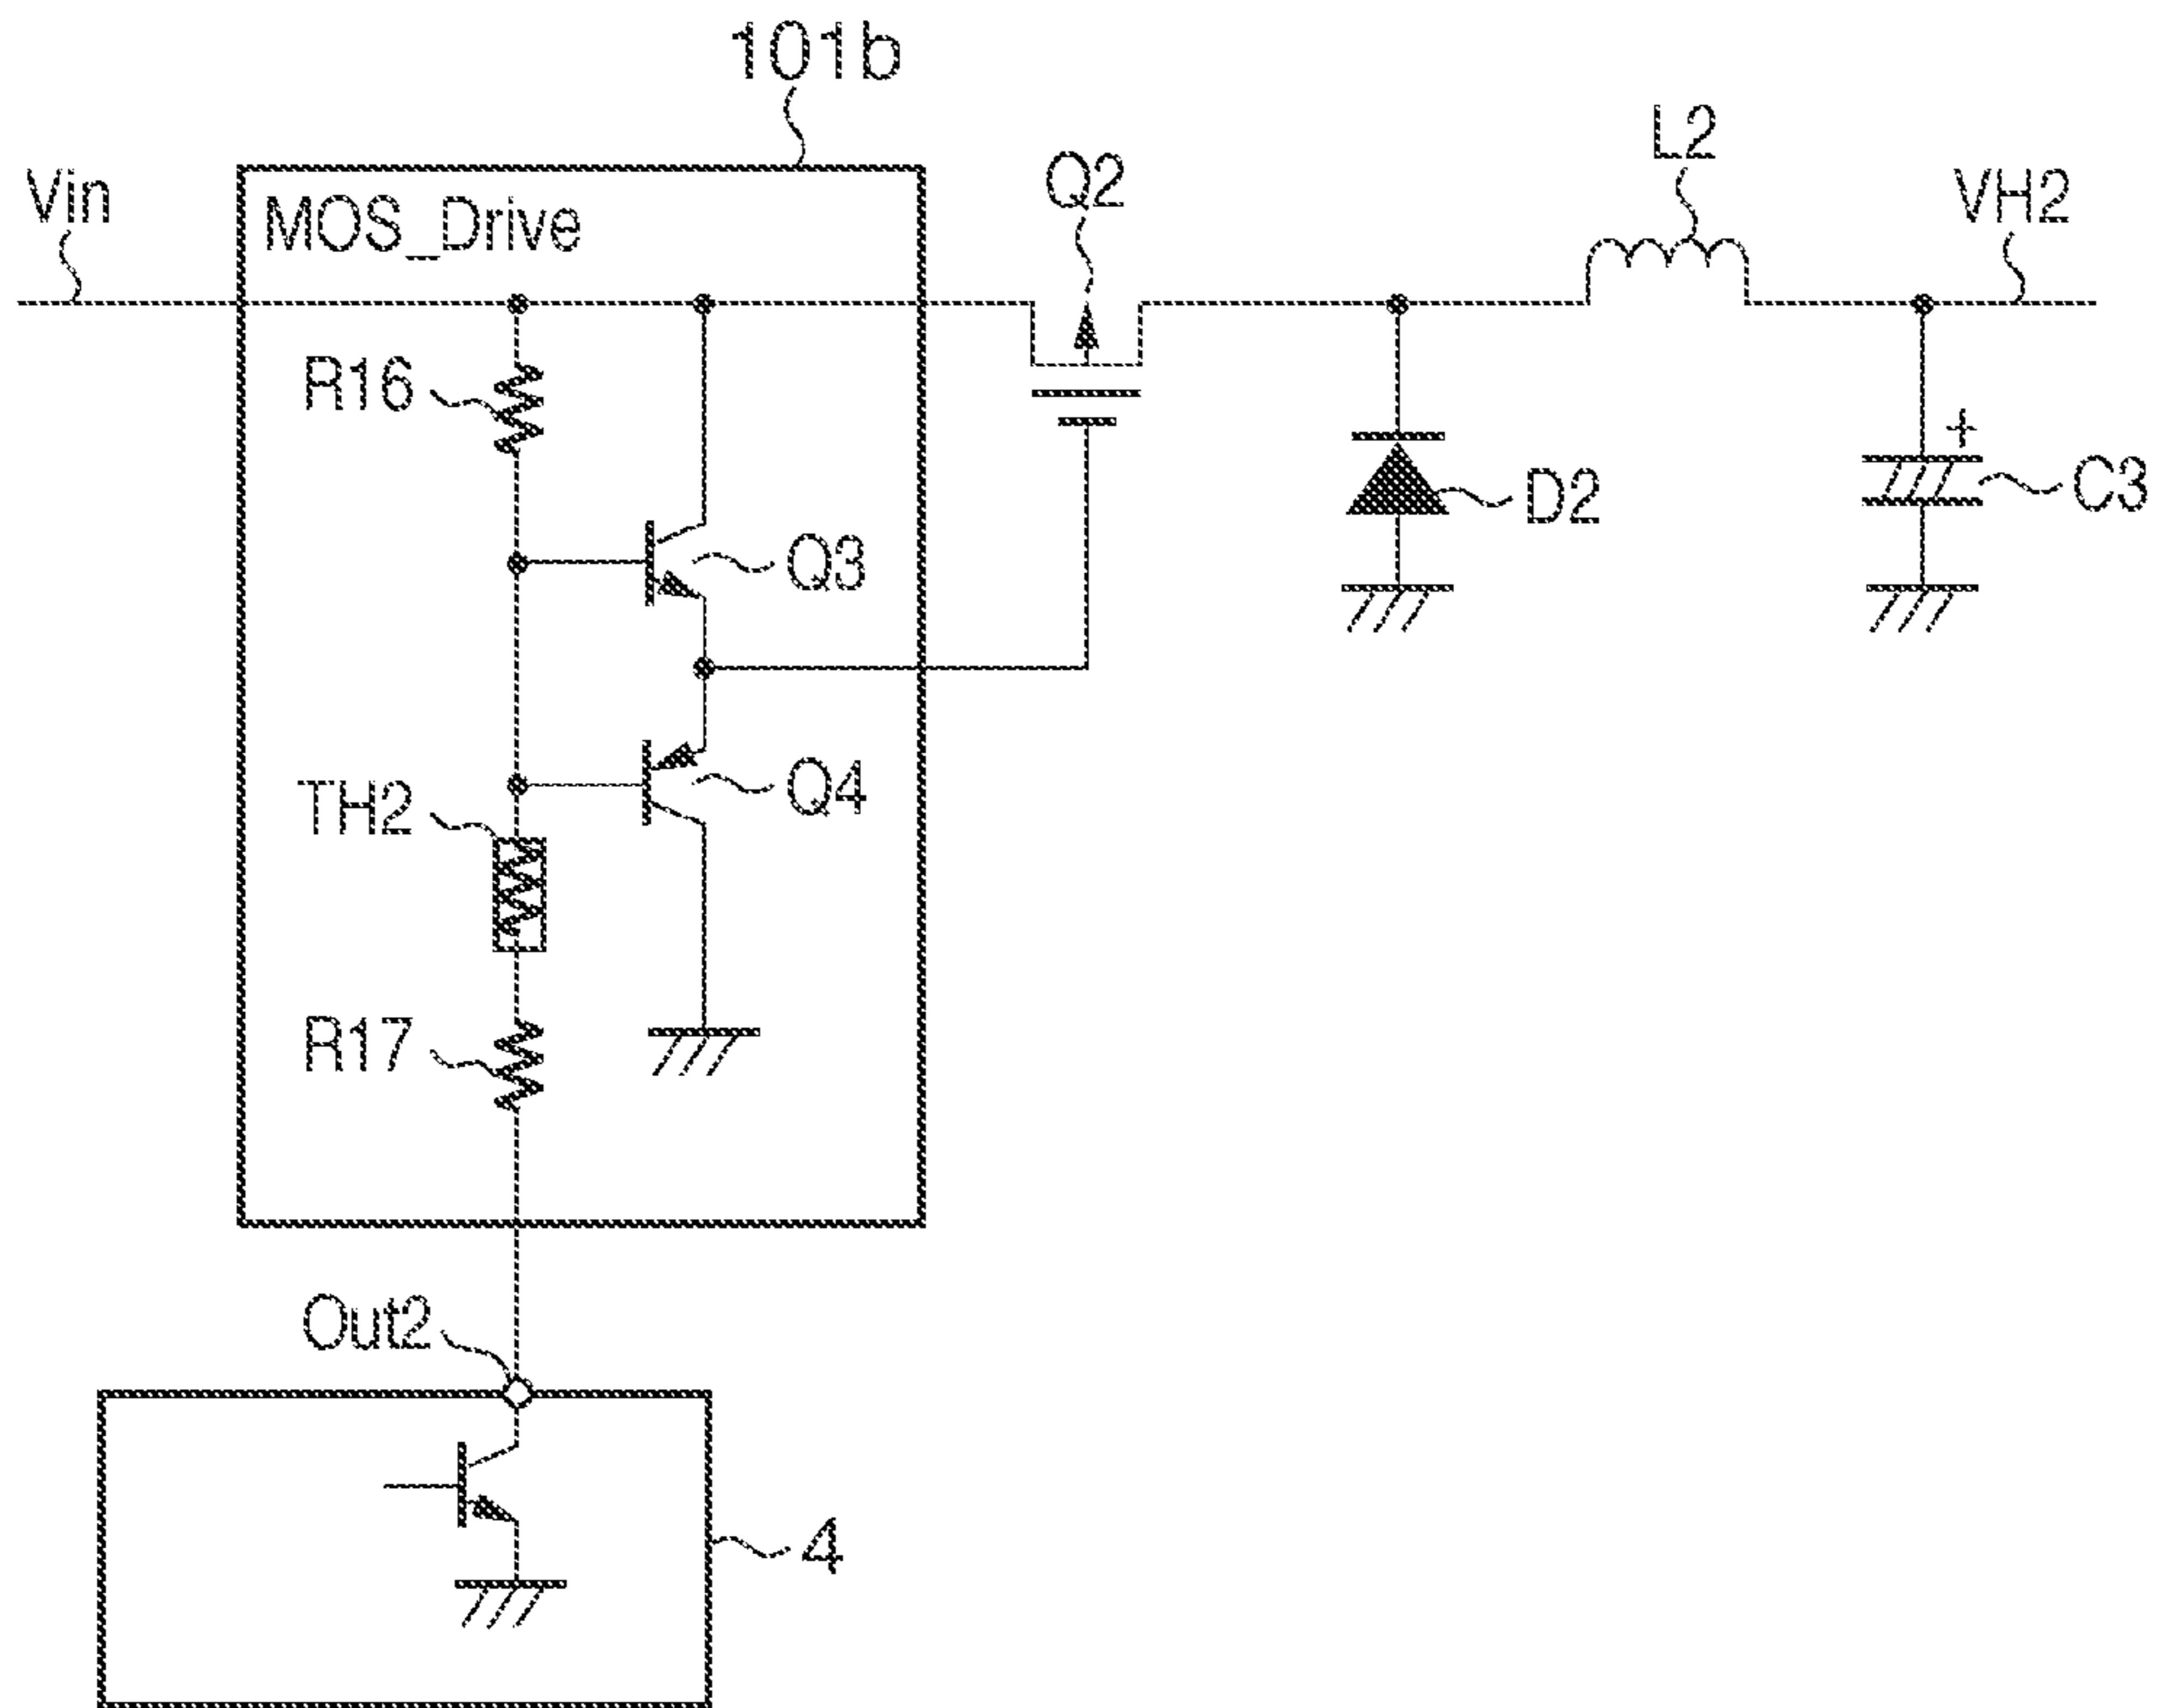 101b
Vin
MOS_Drive
Q2
L2
VH2
R16
Q3
D2
+
C3
TH2
Q4
R17
Out2
4